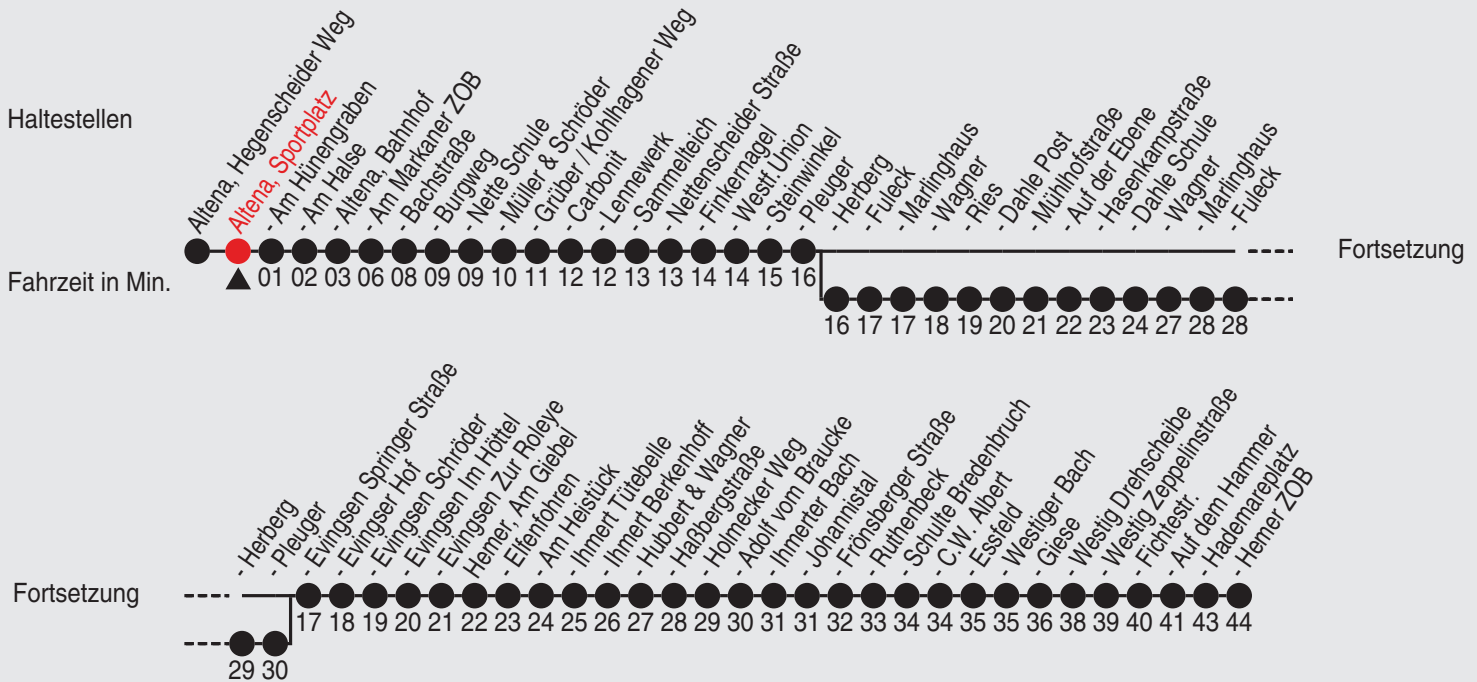 Haltestellen
Altena, Hegenscheider Weg
Altena, Sportplatz
- Am Hünengraben
- Am Halse
- Altena, Bahnhof
- Am Markaner ZOB
- Bachstraße
- Burgweg
- Nette Schule
- Müller & Schröder
- Grüber / Kohlhagener Weg
- Carbonit
- Lennewerk
- Sammelteich
- Nettenscheider Straße
- Finkernagel
- Westf. Union
- Steinwinkel
- Pleuger
- Herberg
- Fuleck
- Marlinghaus
- Wagner
- Ries
- Dahle Post
- Mühlhofstraße
- Auf der Ebene
- Hasenkampstraße
- Dahle Schule
- Wagner
- Marlinghaus
- Fuleck
Fortsetzung
Fahrzeit in Min.
01 02 03 06 08 09 09 10 11 12 12 13 13 14 14 15 16
16 17 17 18 19 20 21 22 23 24 27 28 28
Fortsetzung
- Herberg
- Pleuger
- Evingsen Springer Straße
- Evingser Hof
- Evingsen Schröder
- Evingsen Im Höttel
- Evingsen Zur Roleye
Hemer, Am Giebel
- Elfenfohren
- Am Heistück
- Ihmert Tütebelle
- Ihmert Berkenhoff
- Hubbert & Wagner
- Haßbergstraße
- Holmecker Weg
- Adolf vom Braucke
- Ihmerter Bach
- Johannistal
- Frönsberger Straße
- Ruthenbeck
- Schulte Bredenbruch
- C.W. Albert
- Essfeld
- Westiger Bach
- Giese
- Westig Drehscheibe
- Westig Zeppelinstraße
- Fichtestr.
- Auf dem Hammer
- Hademareplatz
- Hemer ZOB
17 18 19 20 21 22 23 24 25 26 27 28 29 30 31 31 32 33 34 34 35 35 36 38 39 40 41 43 44
29 30